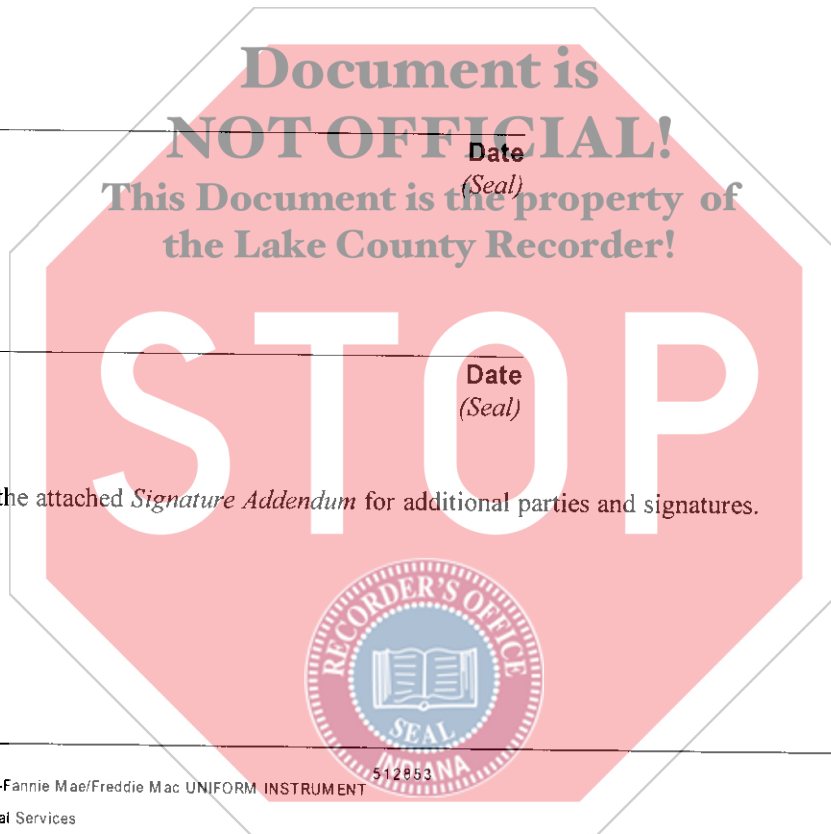 Document is
NOT OFFICIAL!
Date
This Document is the property of
(Seal)
the Lake County Recorder!
STOP
Date
(Seal)
the attached Signature Addendum for additional parties and signatures.
RECORDER'S OFFICE
SEAL
INDIANA
512853
-Fannie Mae/Freddie Mac UNIFORM INSTRUMENT
al Services